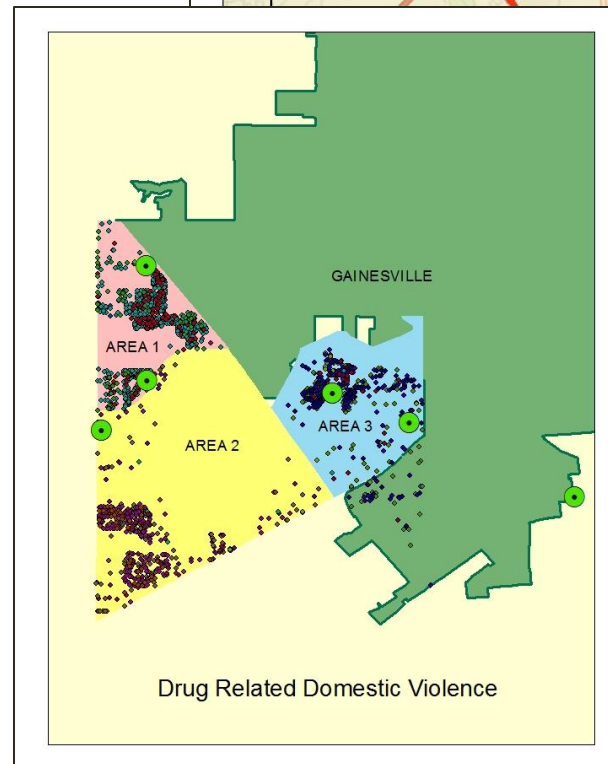 GAINESVILLE
AREA 1
AREA 3
AREA 2
Drug Related Domestic Violence